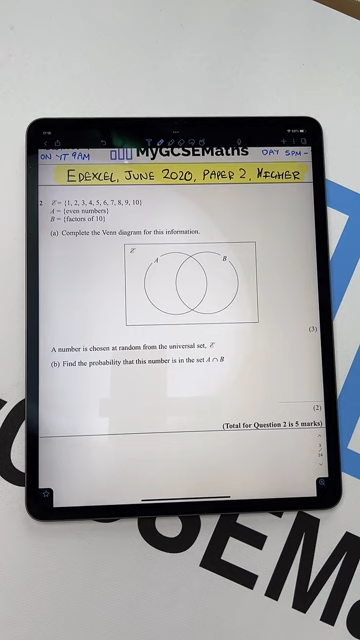 ON YT 9AM
MyGCSEMaths
DAY 5PM-
EDEXCEL, JUNE 2020, PAPER 2, HIGHER
2 ℰ = {1, 2, 3, 4, 5, 6, 7, 8, 9, 10}
A = {even numbers}
B = {factors of 10}
(a) Complete the Venn diagram for this information.
ℰ
A
B
(3)
A number is chosen at random from the universal set, ℰ
(b) Find the probability that this number is in the set A ∩ B
(2)
(Total for Question 2 is 5 marks)
SEMa